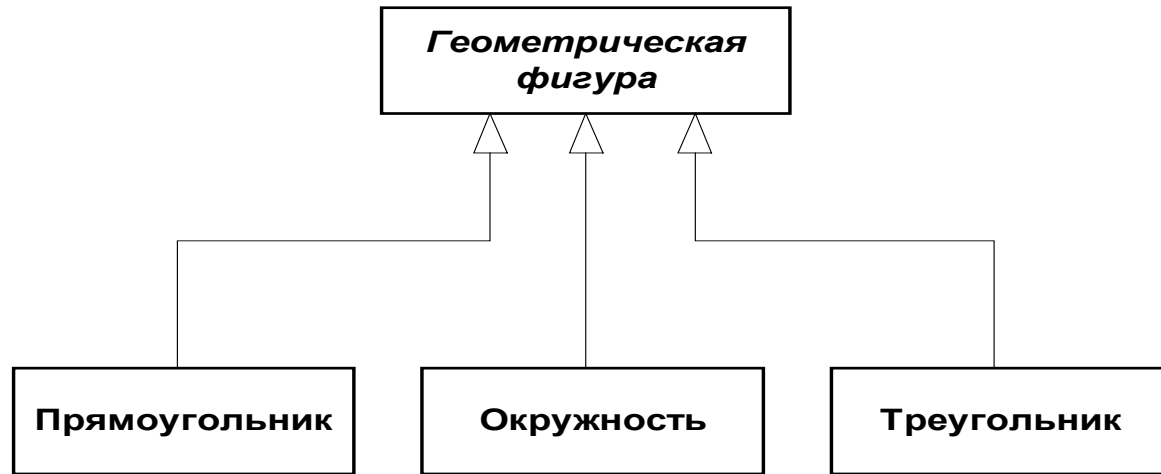 Геометрическая
фигура
Прямоугольник
Окружность
Треугольник